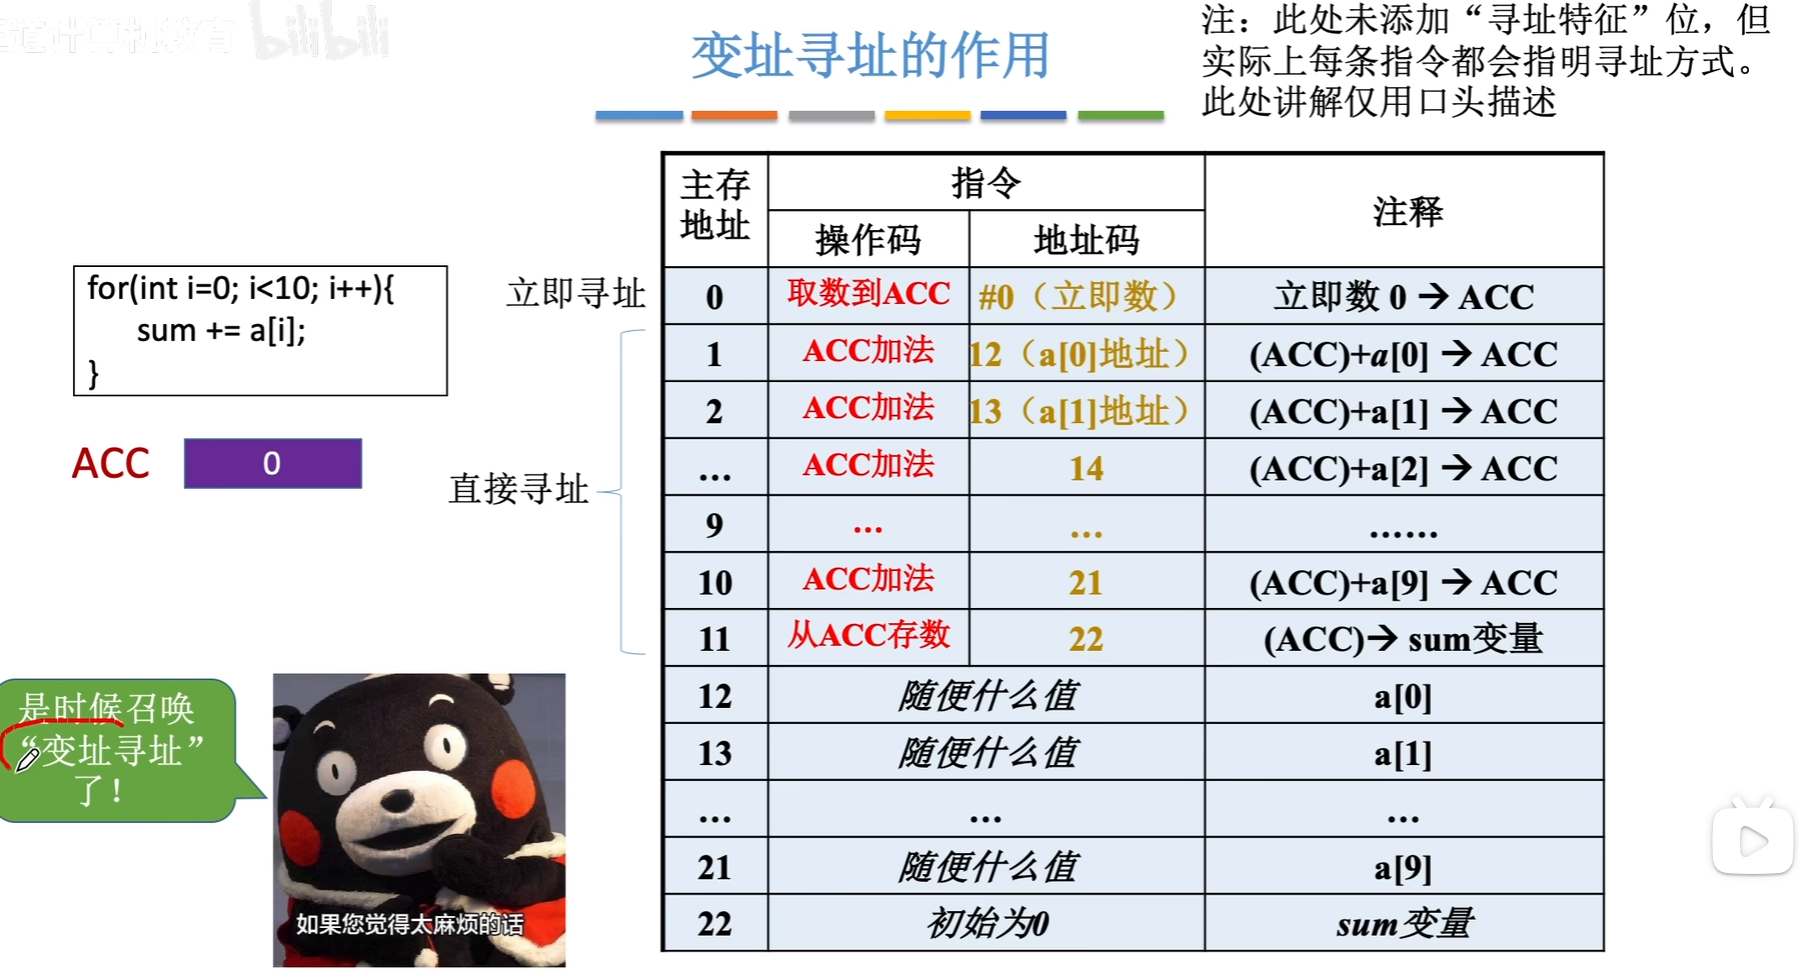 道计算机教育 bilibili
变址寻址的作用
注：此处未添加“寻址特征”位，但
实际上每条指令都会指明寻址方式。
此处讲解仅用口头描述
for(int i=0; i<10; i++){
sum += a[i];
}
ACC 0
立即寻址
直接寻址
主存地址 指令 注释
操作码 地址码
0 取数到ACC #0（立即数） 立即数 0 → ACC
1 ACC加法 12（a[0]地址） (ACC)+a[0] → ACC
2 ACC加法 13（a[1]地址） (ACC)+a[1] → ACC
... ACC加法 14 (ACC)+a[2] → ACC
9 ... ... ......
10 ACC加法 21 (ACC)+a[9] → ACC
11 从ACC存数 22 (ACC)→ sum变量
12 随便什么值 a[0]
13 随便什么值 a[1]
... ... ...
21 随便什么值 a[9]
22 初始为0 sum变量
是时候召唤
“变址寻址”
了！
如果您觉得太麻烦的话